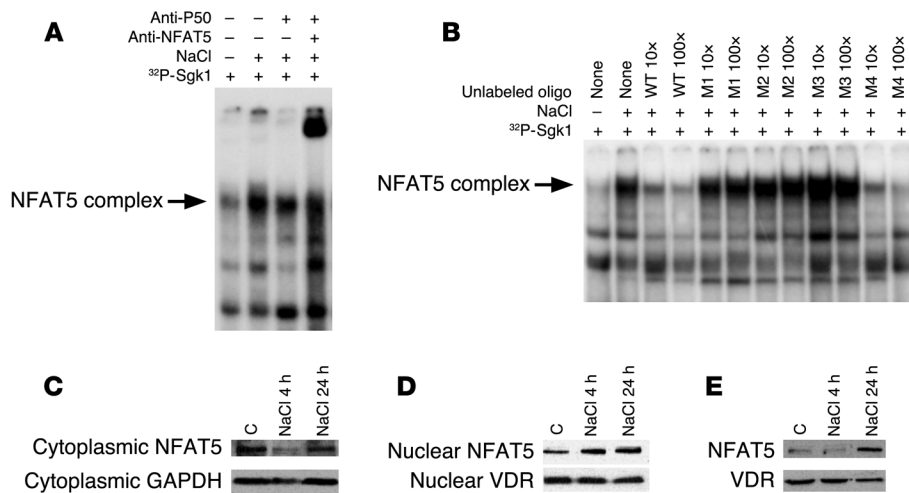 A
Anti-P50 – – + +
Anti-NFAT5 +
NaCl – + + +
³²P-Sgk1 + + + +
NFAT5 complex
B
Unlabeled oligo None None WT 10× WT 100× M1 10× M1 100× M2 10× M2 100× M3 10× M3 100× M4 10× M4 100×
NaCl – + + + + + + + + + + +
³²P-Sgk1 + + + + + + + + + + + +
NFAT5 complex
C
C NaCl 4 h NaCl 24 h
Cytoplasmic NFAT5
Cytoplasmic GAPDH
D
C NaCl 4 h NaCl 24 h
Nuclear NFAT5
Nuclear VDR
E
C NaCl 4 h NaCl 24 h
NFAT5
VDR